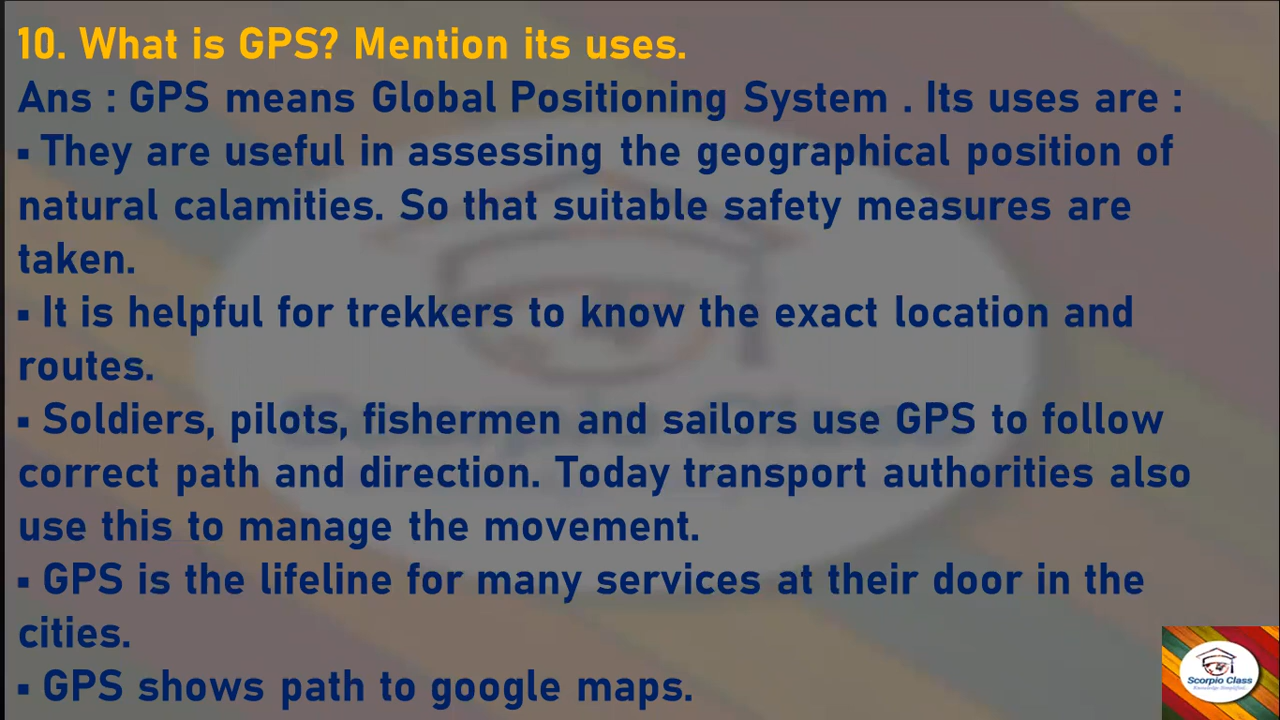 10. What is GPS? Mention its uses.
Ans : GPS means Global Positioning System . Its uses are :
▪ They are useful in assessing the geographical position of
natural calamities. So that suitable safety measures are
taken.
▪ It is helpful for trekkers to know the exact location and
routes.
▪ Soldiers, pilots, fishermen and sailors use GPS to follow
correct path and direction. Today transport authorities also
use this to manage the movement.
▪ GPS is the lifeline for many services at their door in the
cities.
▪ GPS shows path to google maps.
Scorpio Class
Knowledge Simplified..